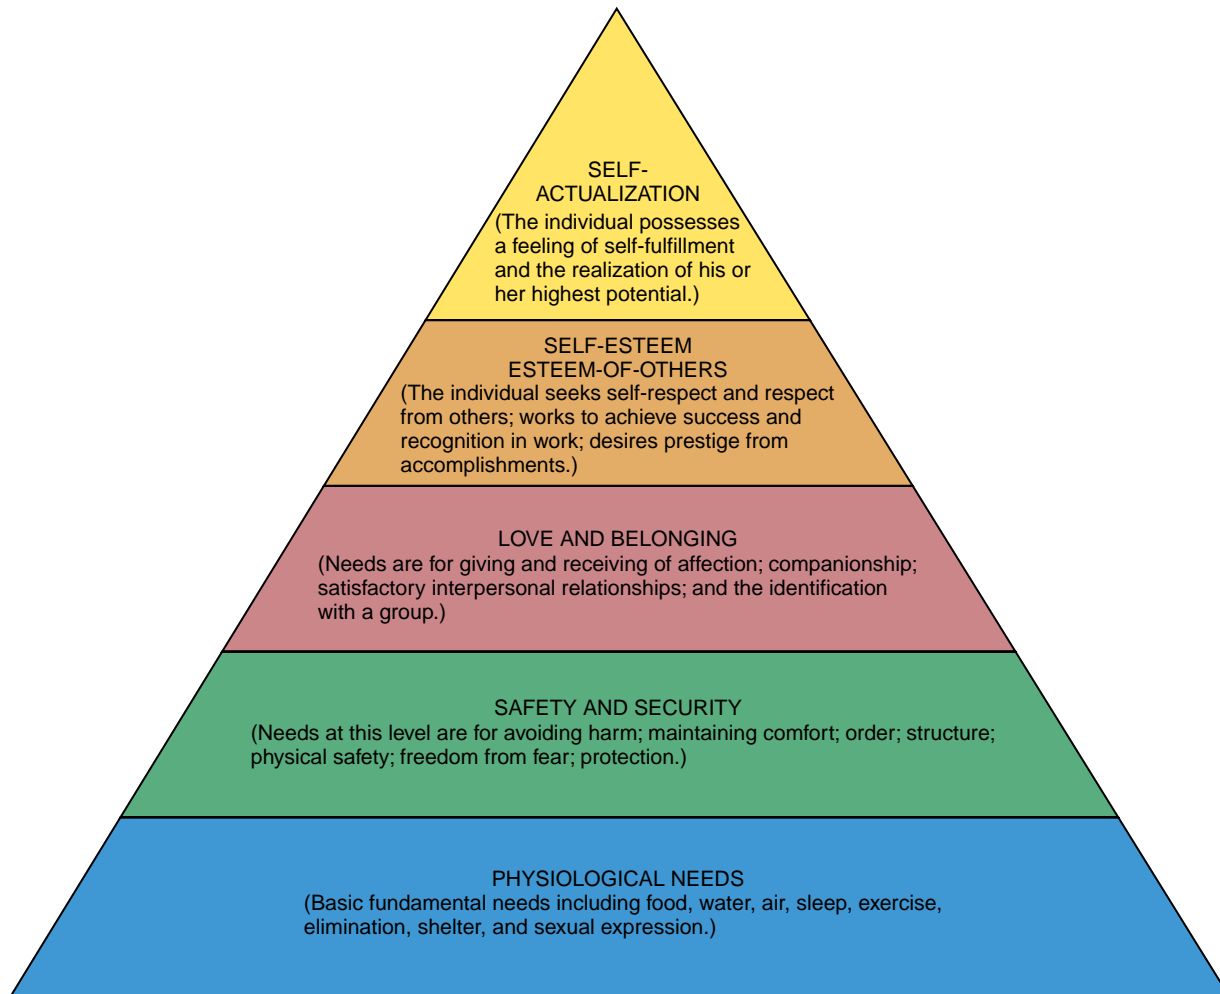 SELF-
ACTUALIZATION
(The individual possesses
a feeling of self-fulfillment
and the realization of his or
her highest potential.)
SELF-ESTEEM
ESTEEM-OF-OTHERS
(The individual seeks self-respect and respect
from others; works to achieve success and
recognition in work; desires prestige from
accomplishments.)
LOVE AND BELONGING
(Needs are for giving and receiving of affection; companionship;
satisfactory interpersonal relationships; and the identification
with a group.)
SAFETY AND SECURITY
(Needs at this level are for avoiding harm; maintaining comfort; order; structure;
physical safety; freedom from fear; protection.)
PHYSIOLOGICAL NEEDS
(Basic fundamental needs including food, water, air, sleep, exercise,
elimination, shelter, and sexual expression.)